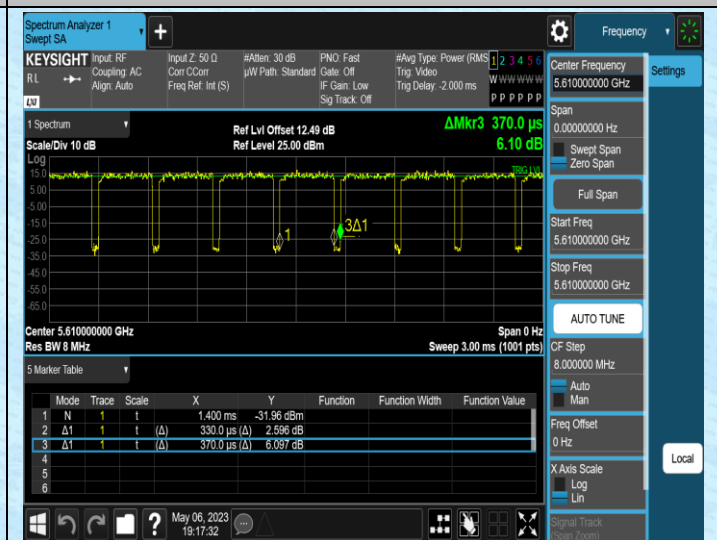 Spectrum Analyzer 1
Swept SA
+
Frequency
KEYSIGHT
RL
LXI
Input: RF
Coupling: AC
Align: Auto
Input Z: 50 Ω
Corr CCorr
Freq Ref: Int (S)
#Atten: 30 dB
µW Path: Standard
PNO: Fast
Gate: Off
IF Gain: Low
Sig Track: Off
#Avg Type: Power (RMS
Trig: Video
Trig Delay: -2.000 ms
1 2 3 4 5 6
W W W W W W
P P P P P P
1 Spectrum
Scale/Div 10 dB
Log
Ref Lvl Offset 12.49 dB
Ref Level 25.00 dBm
ΔMkr3 370.0 µs
6.10 dB
15.0
5.00
-5.00
-15.0
-25.0
-35.0
-45.0
-55.0
-65.0
TRIG LVL
1
3Δ1
Center 5.610000000 GHz
Res BW 8 MHz
Span 0 Hz
Sweep 3.00 ms (1001 pts)
5 Marker Table
Mode Trace Scale X Y Function Function Width Function Value
1 N 1 t 1.400 ms -31.96 dBm
2 Δ1 1 t (Δ) 330.0 µs (Δ) 2.596 dB
3 Δ1 1 t (Δ) 370.0 µs (Δ) 6.097 dB
4
5
6
?
May 06, 2023
19:17:32
Center Frequency
5.610000000 GHz
Span
0.00000000 Hz
Swept Span
Zero Span
Full Span
Start Freq
5.610000000 GHz
Stop Freq
5.610000000 GHz
AUTO TUNE
CF Step
8.000000 MHz
Auto
Man
Freq Offset
0 Hz
X Axis Scale
Log
Lin
Signal Track
(Span Zoom)
Settings
Local